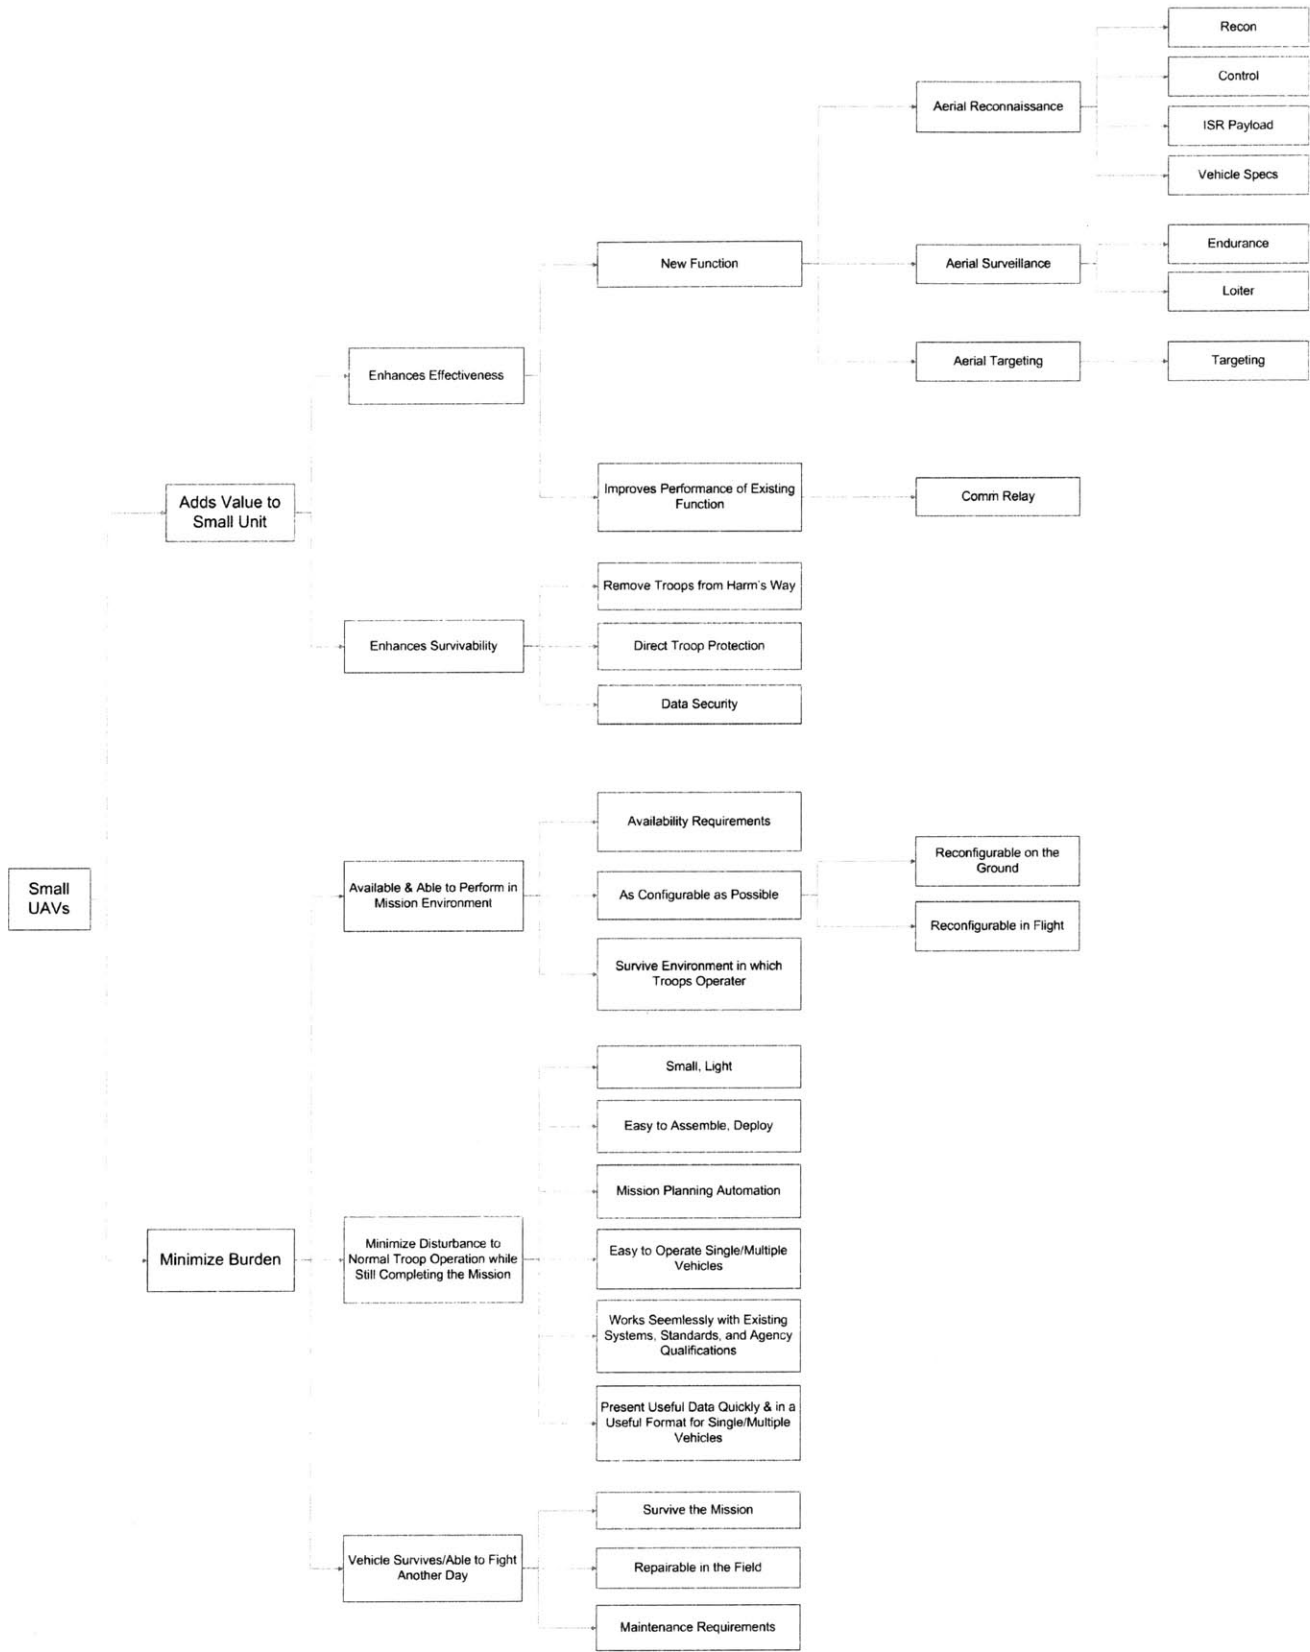 Recon
Control
Aerial Reconnaissance
ISR Payload
Vehicle Specs
Endurance
New Function
Aerial Surveillance
Loiter
Aerial Targeting
Targeting
Enhances Effectiveness
Adds Value to
Small Unit
Improves Performance of Existing
Function
Comm Relay
Remove Troops from Harm's Way
Enhances Survivability
Direct Troop Protection
Data Security
Availability Requirements
Small
UAVs
Available & Able to Perform in
Mission Environment
As Configurable as Possible
Reconfigurable on the
Ground
Reconfigurable in Flight
Survive Environment in which
Troops Operater
Small, Light
Easy to Assemble, Deploy
Mission Planning Automation
Minimize Burden
Minimize Disturbance to
Normal Troop Operation while
Still Completing the Mission
Easy to Operate Single/Multiple
Vehicles
Works Seemlessly with Existing
Systems, Standards, and Agency
Qualifications
Present Useful Data Quickly & in a
Useful Format for Single/Multiple
Vehicles
Survive the Mission
Vehicle Survives/Able to Fight
Another Day
Repairable in the Field
Maintenance Requirements